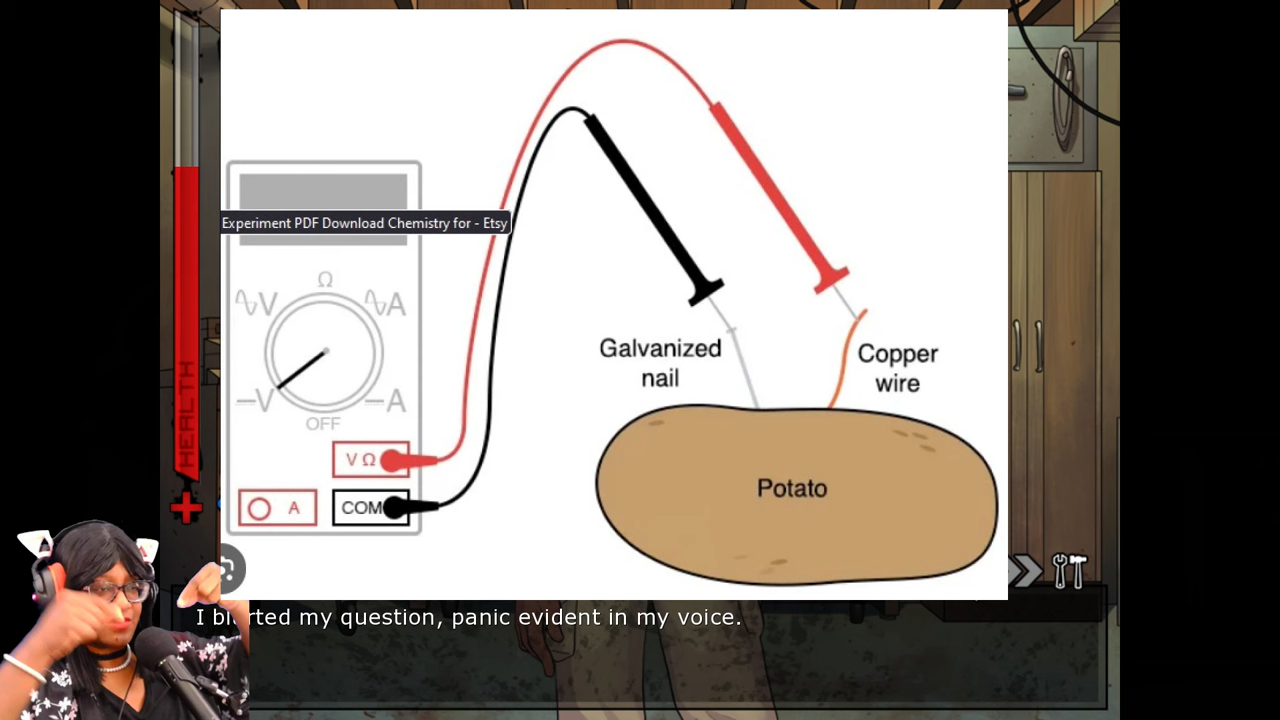 Experiment PDF Download Chemistry for - Etsy
Ω
V
A
–V
–A
OFF
V Ω
A
COM
Galvanized
nail
Copper
wire
Potato
HEALTH
my question, panic evident in my voice.